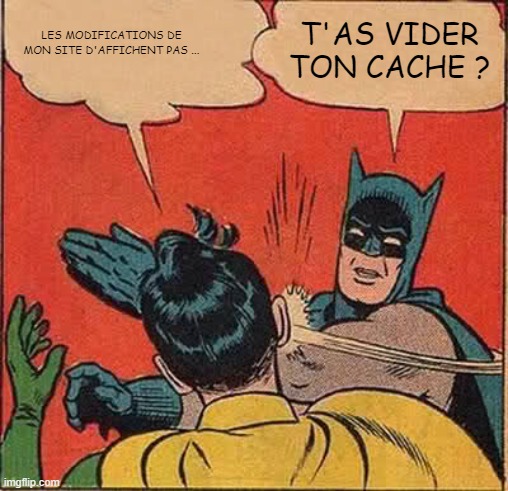 LES MODIFICATIONS DE
MON SITE D'AFFICHENT PAS ...
T'AS VIDER
TON CACHE ?
imgflip.com